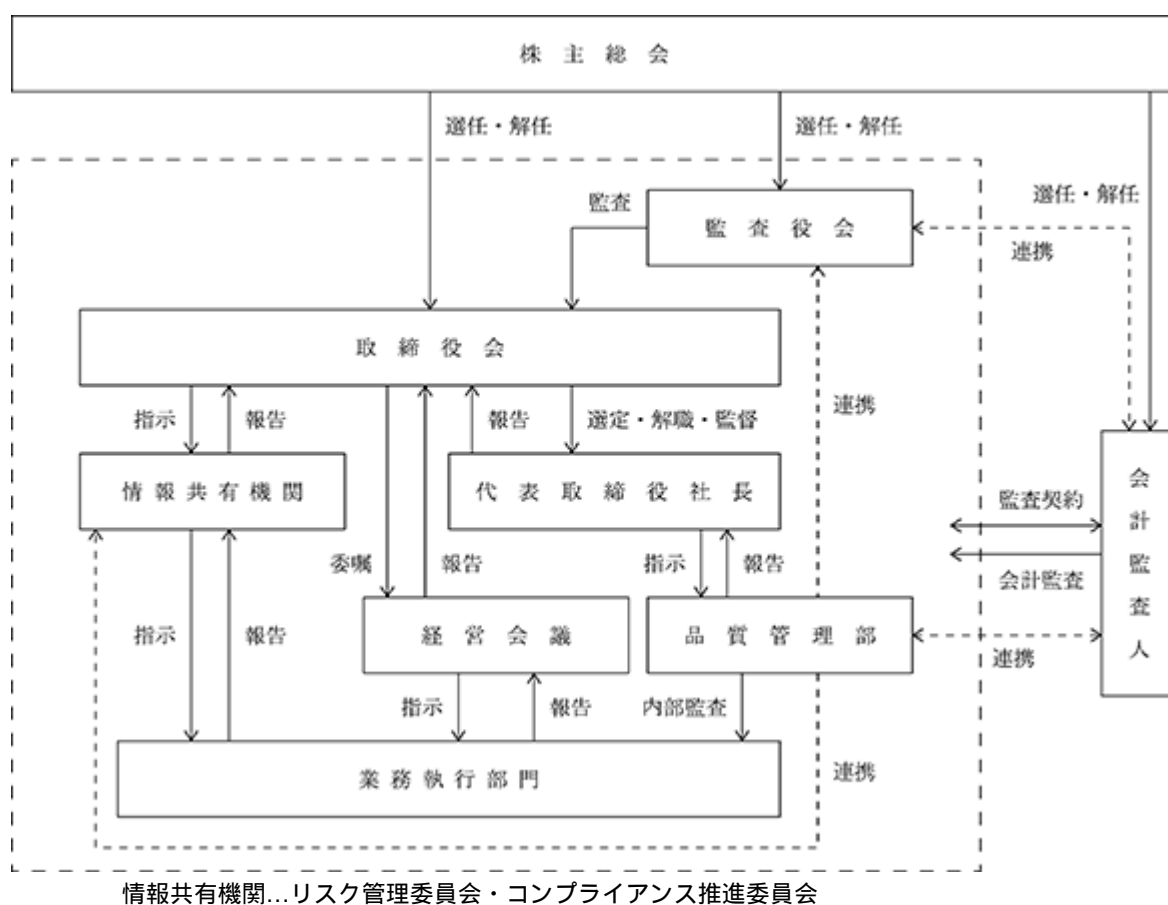 株主総会
選任・解任
選任・解任
選任・解任
監査
監査役会
連携
取締役会
連携
指示
報告
報告
選定・解職・監督
情報共有機関
代表取締役社長
会計監査人
監査契約
会計監査
委嘱
報告
指示
報告
指示
報告
経営会議
品質管理部
連携
指示
報告
内部監査
連携
業務執行部門
情報共有機関…リスク管理委員会・コンプライアンス推進委員会